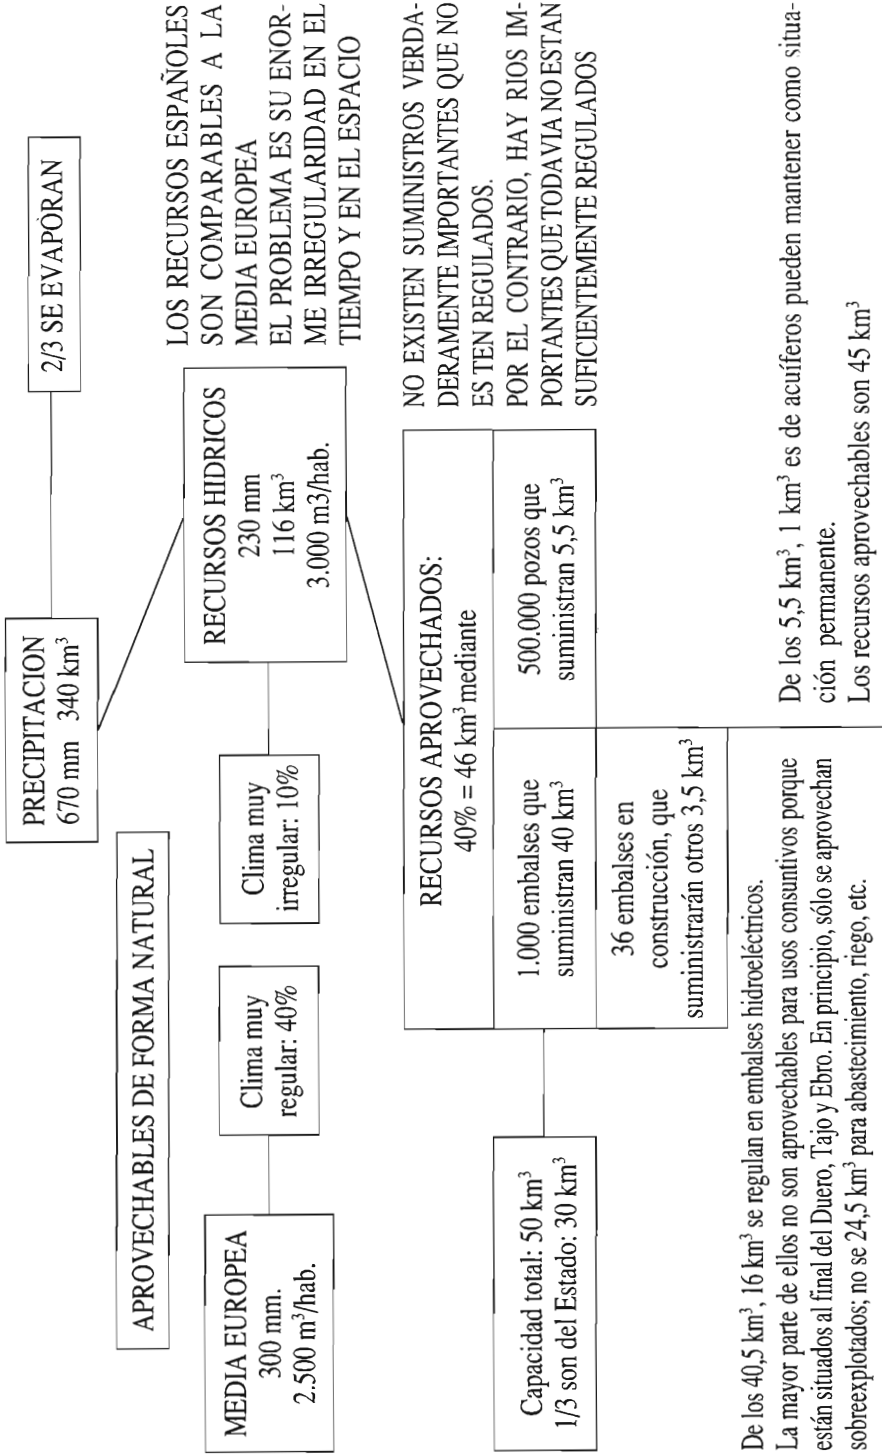 PRECIPITACION
670 mm 340 km³
2/3 SE EVAPORAN
APROVECHABLES DE FORMA NATURAL
MEDIA EUROPEA
300 mm.
2.500 m³/hab.
Clima muy
regular: 40%
Clima muy
irregular: 10%
RECURSOS HIDRICOS
230 mm
116 km³
3.000 m3/hab.
LOS RECURSOS ESPAÑOLES
SON COMPARABLES A LA
MEDIA EUROPEA
EL PROBLEMA ES SU ENOR-
ME IRREGULARIDAD EN EL
TIEMPO Y EN EL ESPACIO
RECURSOS APROVECHADOS:
40% = 46 km³ mediante
1.000 embalses que
suministran 40 km³
500.000 pozos que
suministran 5,5 km³
36 embalses en
construcción, que
suministrarán otros 3,5 km³
Capacidad total: 50 km³
1/3 son del Estado: 30 km³
NO EXISTEN SUMINISTROS VERDA-
DERAMENTE IMPORTANTES QUE NO
ES TEN REGULADOS.
POR EL CONTRARIO, HAY RIOS IM-
PORTANTES QUE TODAVIA NO ESTAN
SUFICIENTEMENTE REGULADOS
De los 40,5 km³, 16 km³ se regulan en embalses hidroeléctricos.
La mayor parte de ellos no son aprovechables para usos consuntivos porque
están situados al final del Duero, Tajo y Ebro. En principio, sólo se aprovechan
sobreexplotados; no se 24,5 km³ para abastecimiento, riego, etc.
De los 5,5 km³, 1 km³ es de acuíferos pueden mantener como situa-
ción permanente.
Los recursos aprovechables son 45 km³